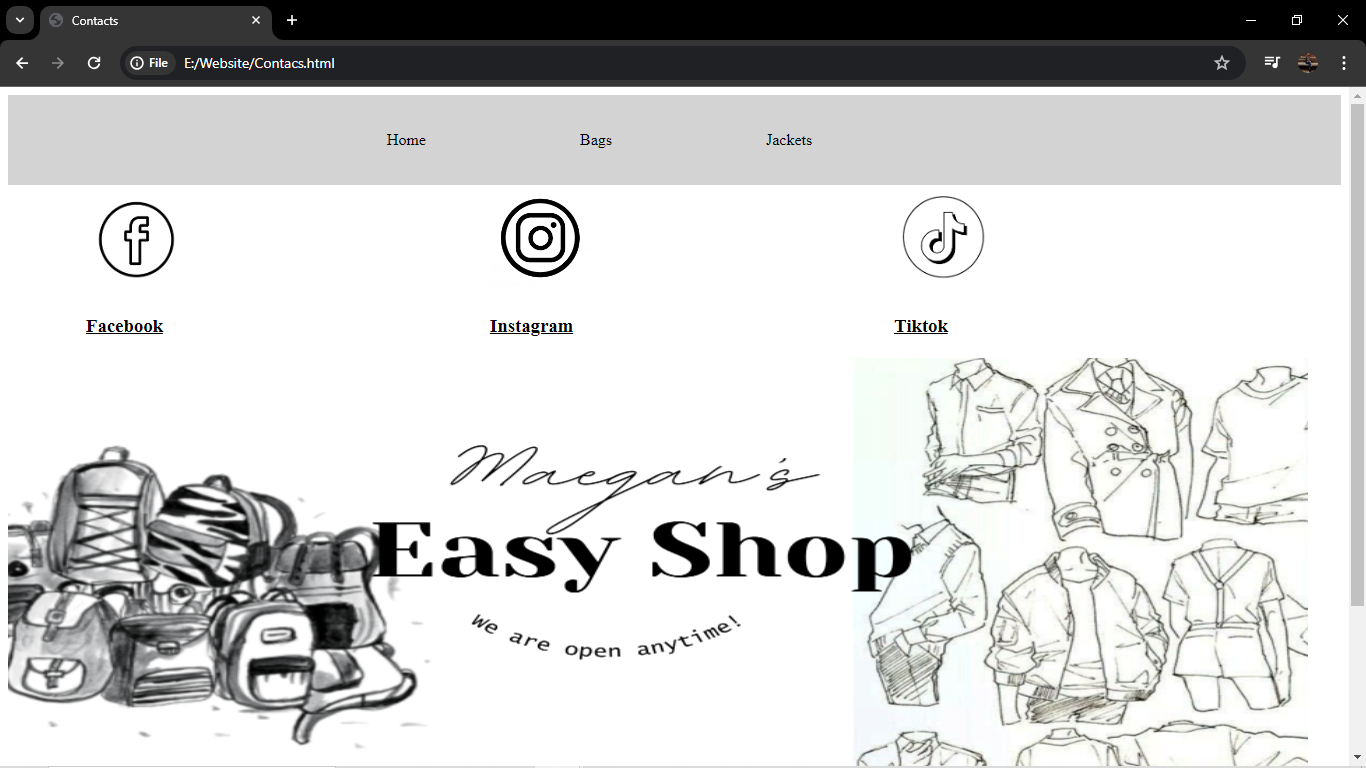 Contacts
File E:/Website/Contacs.html
Home Bags Jackets
Facebook Instagram Tiktok
Maegan's
Easy Shop
We are open anytime!